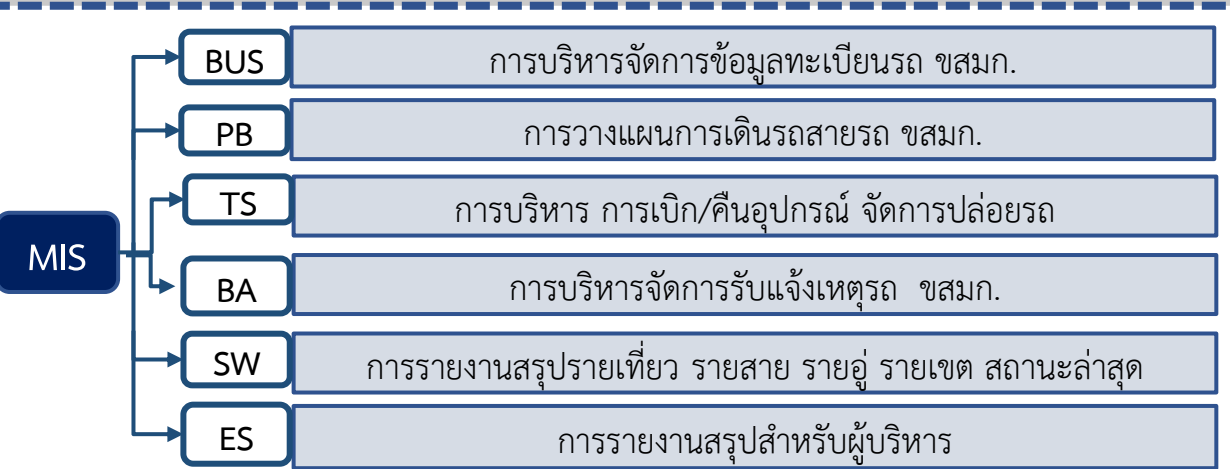 BUS การบริหารจัดการข้อมูลทะเบียนรถ ขสมก.
PB การวางแผนการเดินรถสายรถ ขสมก.
TS การบริหาร การเบิก/คืนอุปกรณ์ จัดการปล่อยรถ
MIS
BA การบริหารจัดการรับแจ้งเหตุรถ ขสมก.
SW การรายงานสรุปรายเที่ยว รายสาย รายอู่ รายเขต สถานะล่าสุด
ES การรายงานสรุปสำหรับผู้บริหาร